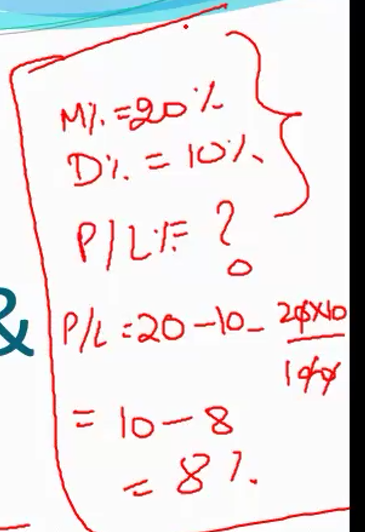 M%=20%
D%=10%
P/L%=?
&
P/L=20-10-20×10/100
=10-8
=8%.